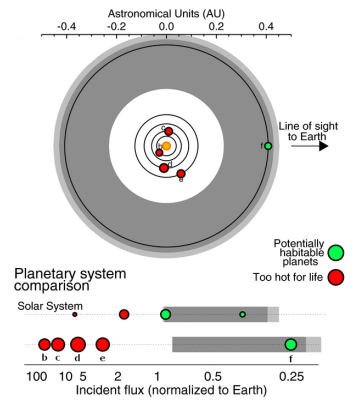 Astronomical Units (AU)
-0.4 -0.2 0.0 0.2 0.4
c
b
d
e
f
Line of sight
to Earth
Potentially
habitable
planets
Too hot for life
Planetary system
comparison
Solar System
b c d e f
100 10 5 2 1 0.5 0.25
Incident flux (normalized to Earth)